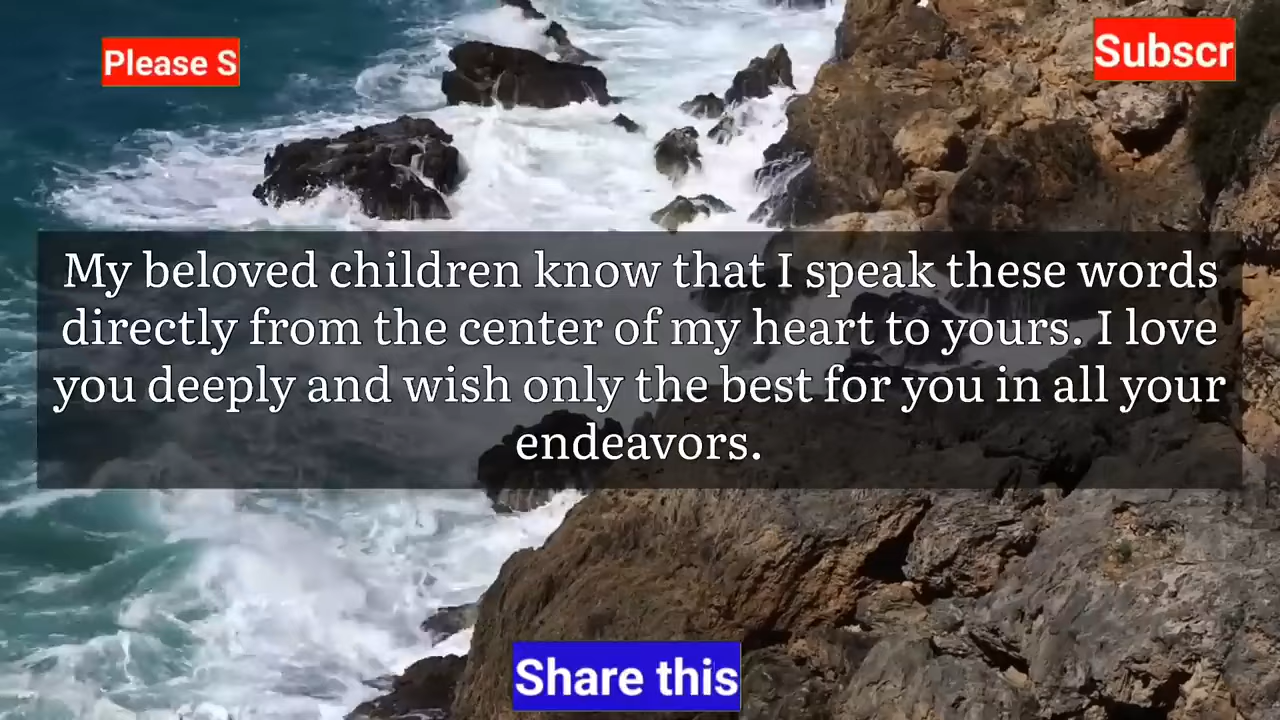 Please S
Subscr
My beloved children know that I speak these words
directly from the center of my heart to yours. I love
you deeply and wish only the best for you in all your
endeavors.
Share this